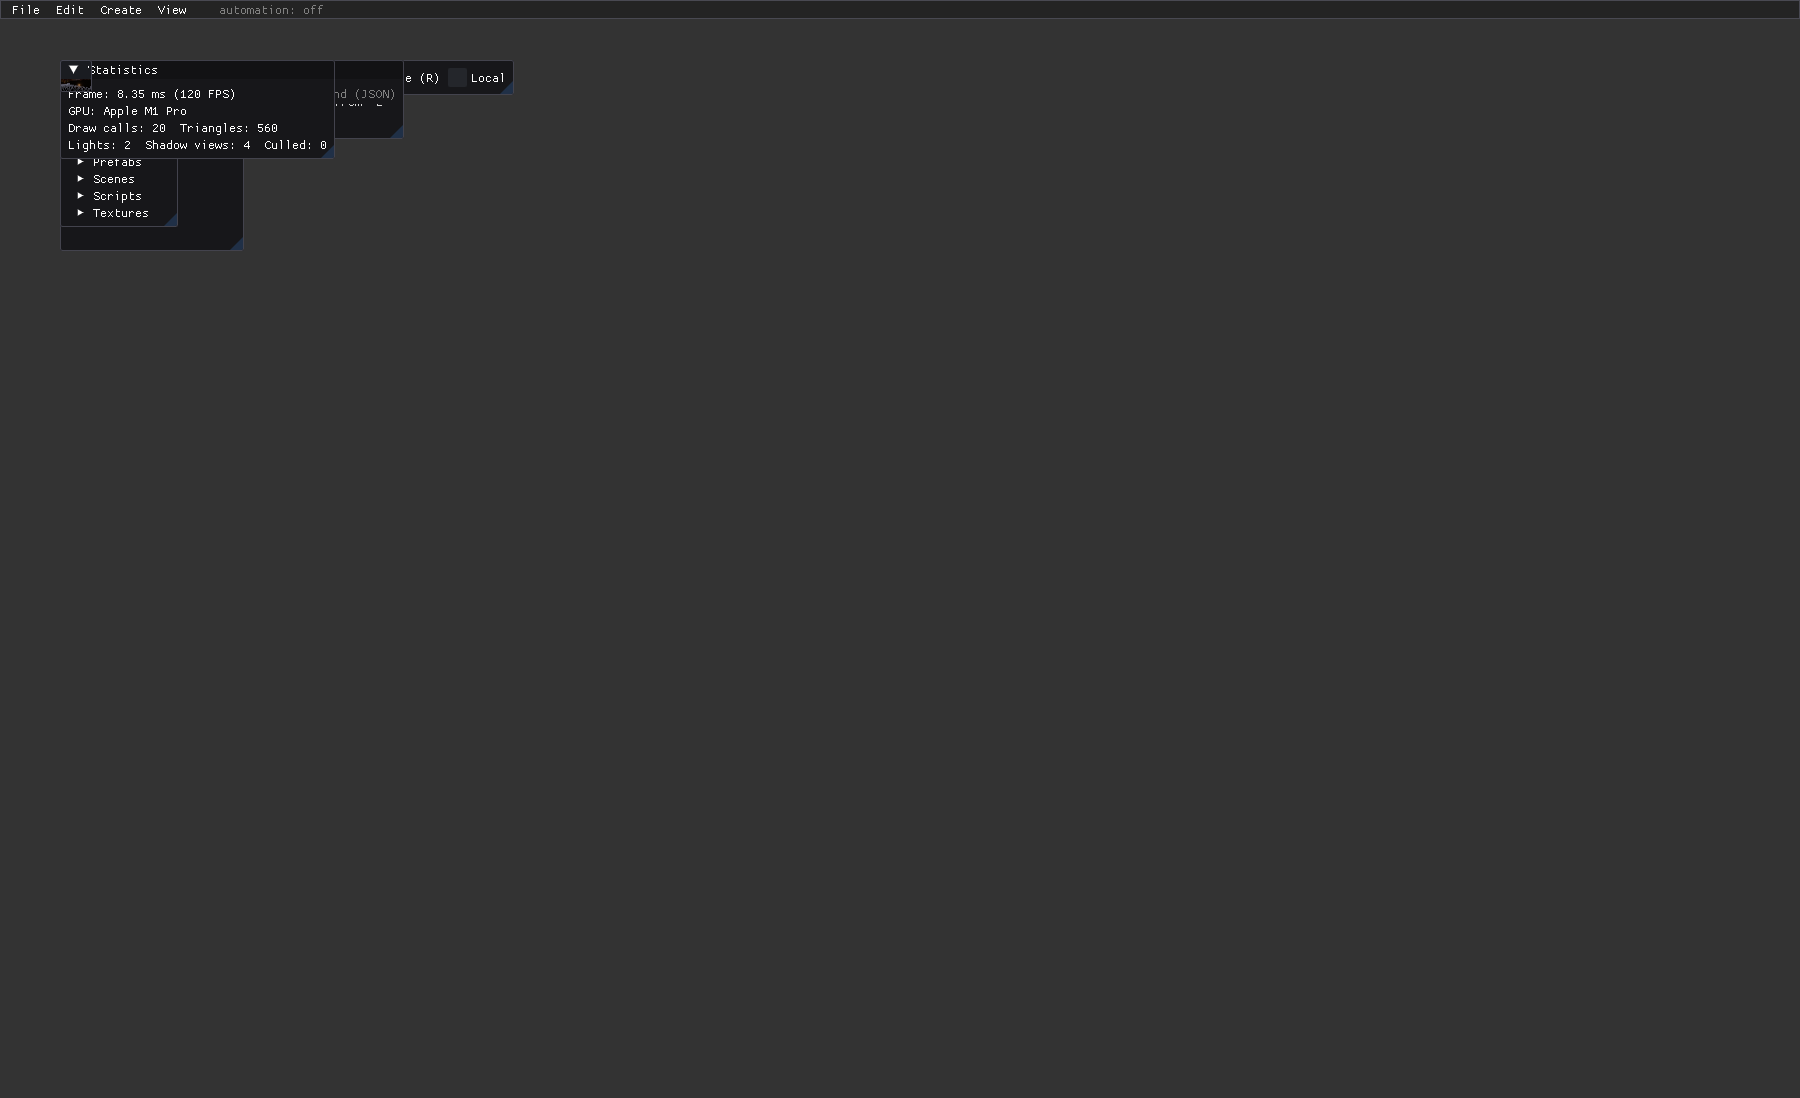 File Edit Create View automation: off
Statistics
e (R) Local
Frame: 8.35 ms (120 FPS)
nd (JSON)
GPU: Apple M1 Pro
Draw calls: 20 Triangles: 560
Lights: 2 Shadow views: 4 Culled: 0
Prefabs
Scenes
Scripts
Textures